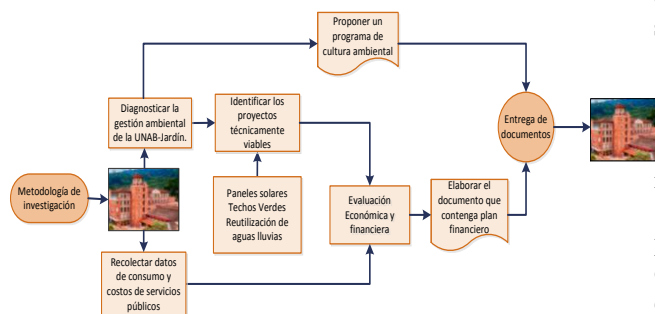 Proponer un
programa de
cultura ambiental
Diagnosticar la
gestión ambiental
de la UNAB-Jardín.
Identificar los
proyectos
técnicamente
viables
Entrega de
documentos
Metodología de
investigación
Paneles solares
Techos Verdes
Reutilización de
aguas lluvias
Evaluación
Económica y
financiera
Elaborar el
documento que
contenga plan
financiero
Recolectar datos
de consumo y
costos de servicios
públicos